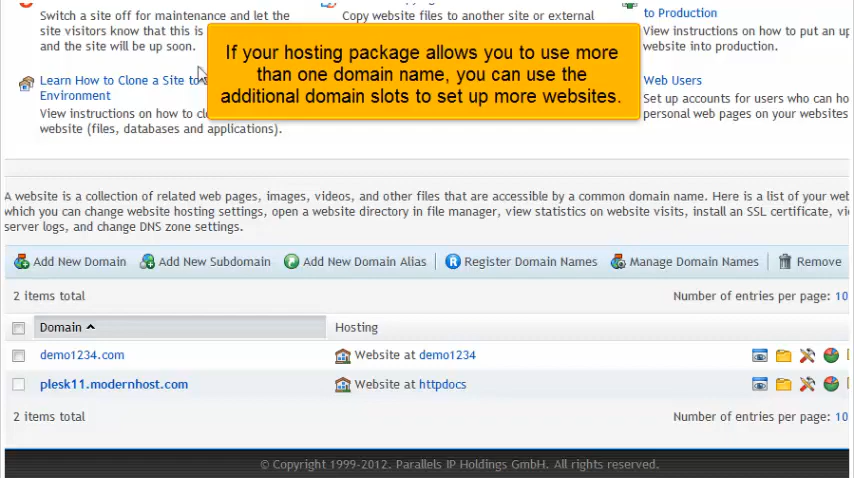 Switch a site off for maintenance and let the
site visitors know that this is
and the site will be up soon.
Copy website files to another site or external
to Production
View instructions on how to put an up
website into production.
If your hosting package allows you to use more
than one domain name, you can use the
additional domain slots to set up more websites.
Learn How to Clone a Site to
Environment
View instructions on how to cl
website (files, databases and applications).
Web Users
Set up accounts for users who can ho
personal web pages on your websites
A website is a collection of related web pages, images, videos, and other files that are accessible by a common domain name. Here is a list of your web
which you can change website hosting settings, open a website directory in file manager, view statistics on website visits, install an SSL certificate, vi
server logs, and change DNS zone settings.
Add New Domain Add New Subdomain Add New Domain Alias Register Domain Names Manage Domain Names Remove
2 items total Number of entries per page: 10
Domain Hosting
demo1234.com Website at demo1234
plesk11.modernhost.com Website at httpdocs
2 items total Number of entries per page: 10
© Copyright 1999-2012. Parallels IP Holdings GmbH. All rights reserved.